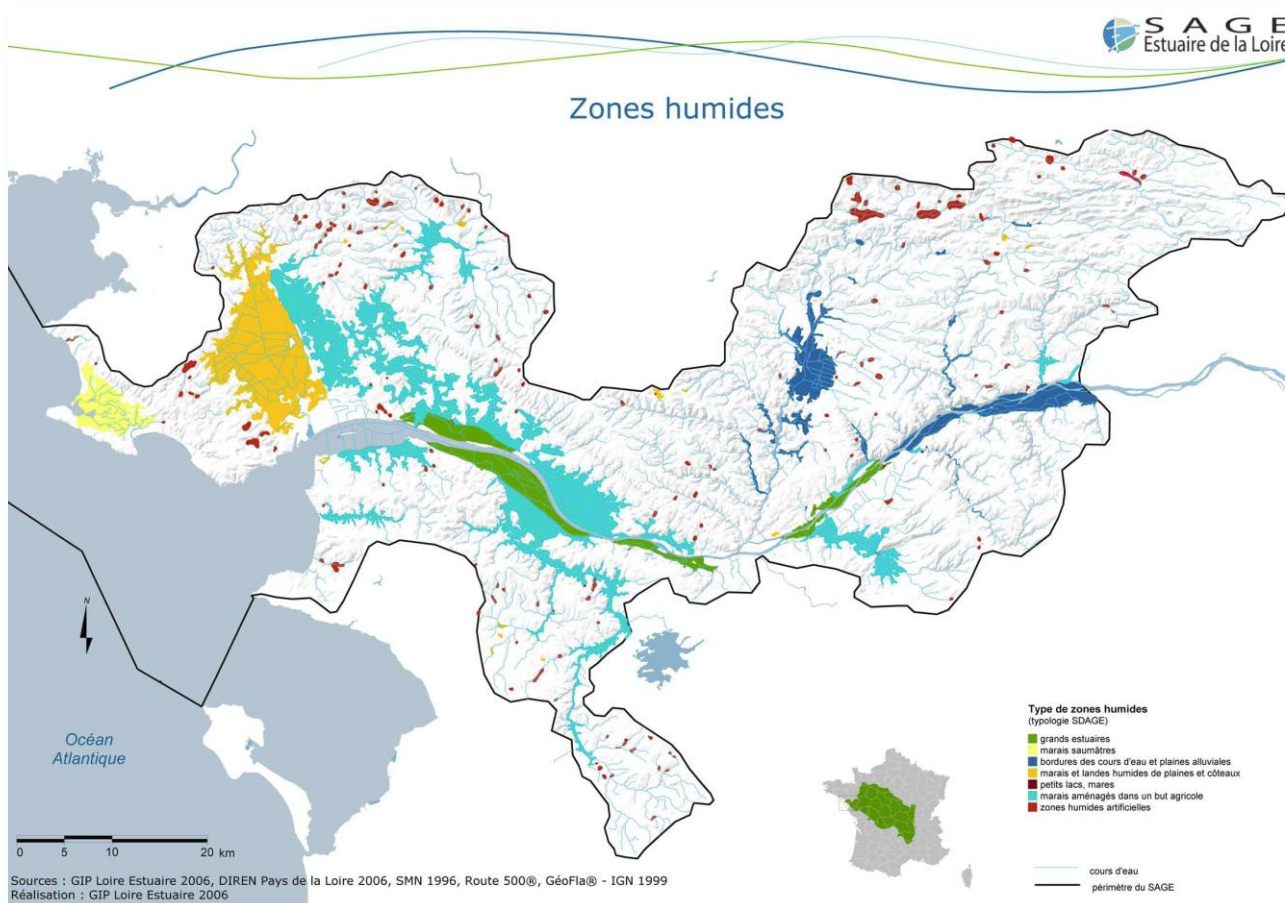 SAGE
Estuaire de la Loire
Zones humides
N
Océan
Atlantique
0 5 10 20 km
Type de zones humides
(typologie SDAGE)
grands estuaires
marais saumâtres
bordures des cours d'eau et plaines alluviales
marais et landes humides de plaines et côteaux
petits lacs, mares
marais aménagés dans un but agricole
zones humides artificielles
cours d'eau
périmètre du SAGE
Sources : GIP Loire Estuaire 2006, DIREN Pays de la Loire 2006, SMN 1996, Route 500®, GéoFla® - IGN 1999
Réalisation : GIP Loire Estuaire 2006